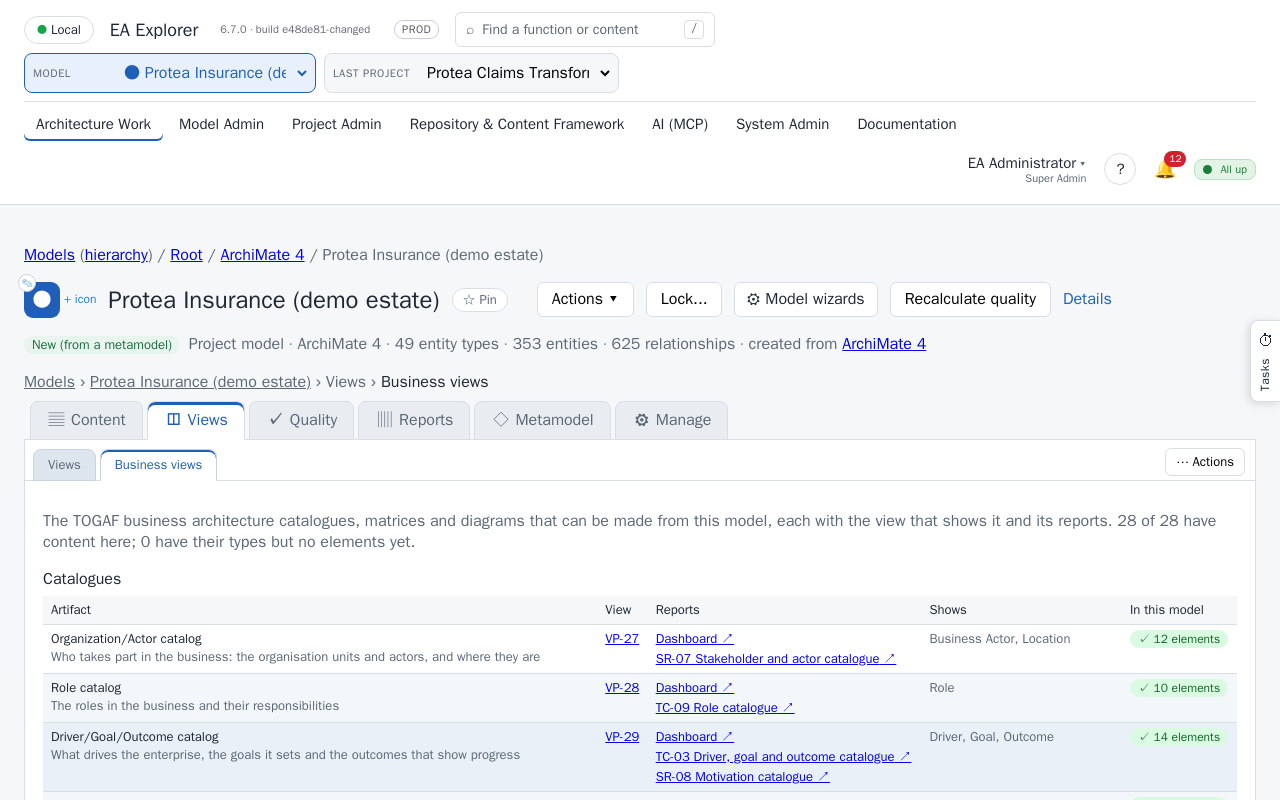 Local EA Explorer 6.7.0 · build e48de81-changed PROD ⌕ Find a function or content /
MODEL Protea Insurance (de LAST PROJECT Protea Claims Transfor
Architecture Work Model Admin Project Admin Repository & Content Framework AI (MCP) System Admin Documentation
EA Administrator ▾ ? 12 All up
Super Admin
Models (hierarchy) / Root / ArchiMate 4 / Protea Insurance (demo estate)
+ icon Protea Insurance (demo estate) ☆ Pin Actions ▾ Lock... ⚙ Model wizards Recalculate quality Details
New (from a metamodel) Project model · ArchiMate 4 · 49 entity types · 353 entities · 625 relationships · created from ArchiMate 4
Tasks
Models › Protea Insurance (demo estate) › Views › Business views
Content Views ✓ Quality Reports Metamodel ⚙ Manage
Views Business views ··· Actions
The TOGAF business architecture catalogues, matrices and diagrams that can be made from this model, each with the view that shows it and its reports. 28 of 28 have
content here; 0 have their types but no elements yet.
Catalogues
Artifact View Reports Shows In this model
Organization/Actor catalog VP-27 Dashboard ↗ Business Actor, Location ✓ 12 elements
Who takes part in the business: the organisation units and actors, and where they are SR-07 Stakeholder and actor catalogue ↗
Role catalog VP-28 Dashboard ↗ Role ✓ 10 elements
The roles in the business and their responsibilities TC-09 Role catalogue ↗
Driver/Goal/Outcome catalog VP-29 Dashboard ↗ Driver, Goal, Outcome ✓ 14 elements
What drives the enterprise, the goals it sets and the outcomes that show progress TC-03 Driver, goal and outcome catalogue ↗
SR-08 Motivation catalogue ↗